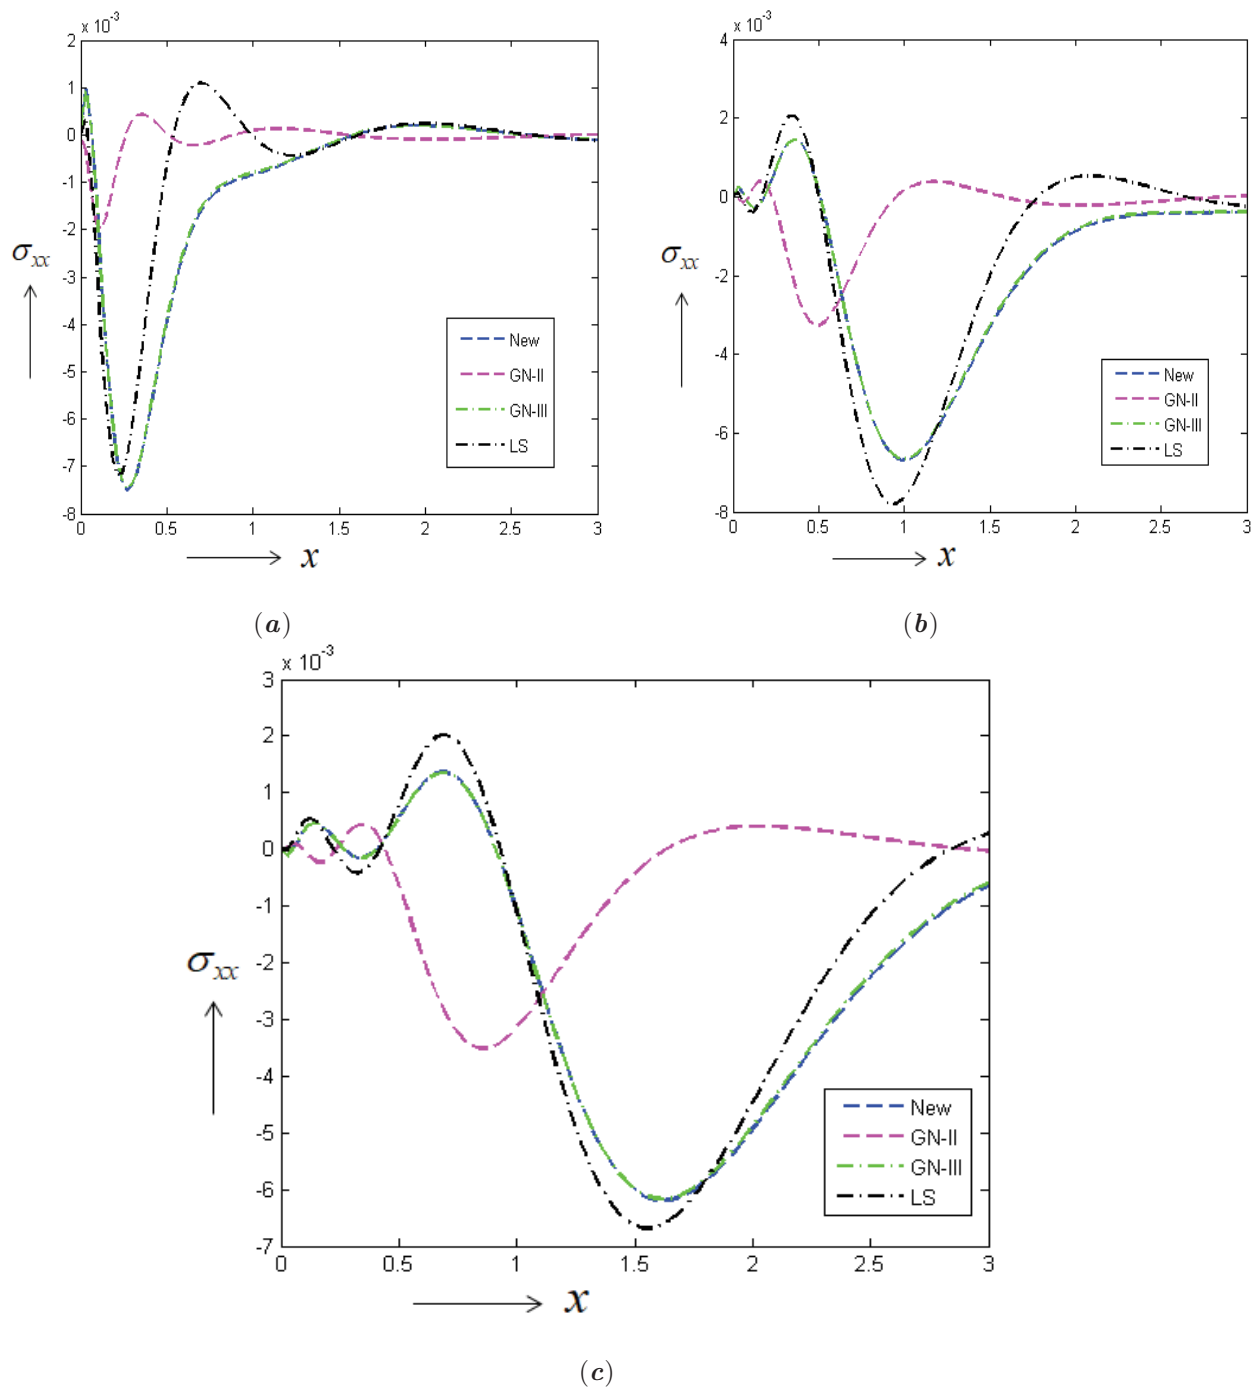 x 10-3
2
1
0
-1
-2
-3
-4
-5
-6
-7
-8
σxx
New
GN-II
GN-III
LS
0 0.5 1 1.5 2 2.5 3
x
(a)
x 10-3
4
2
0
-2
-4
-6
-8
σxx
New
GN-II
GN-III
LS
0 0.5 1 1.5 2 2.5 3
x
(b)
x 10-3
3
2
1
0
-1
-2
-3
-4
-5
-6
-7
σxx
New
GN-II
GN-III
LS
0 0.5 1 1.5 2 2.5 3
x
(c)